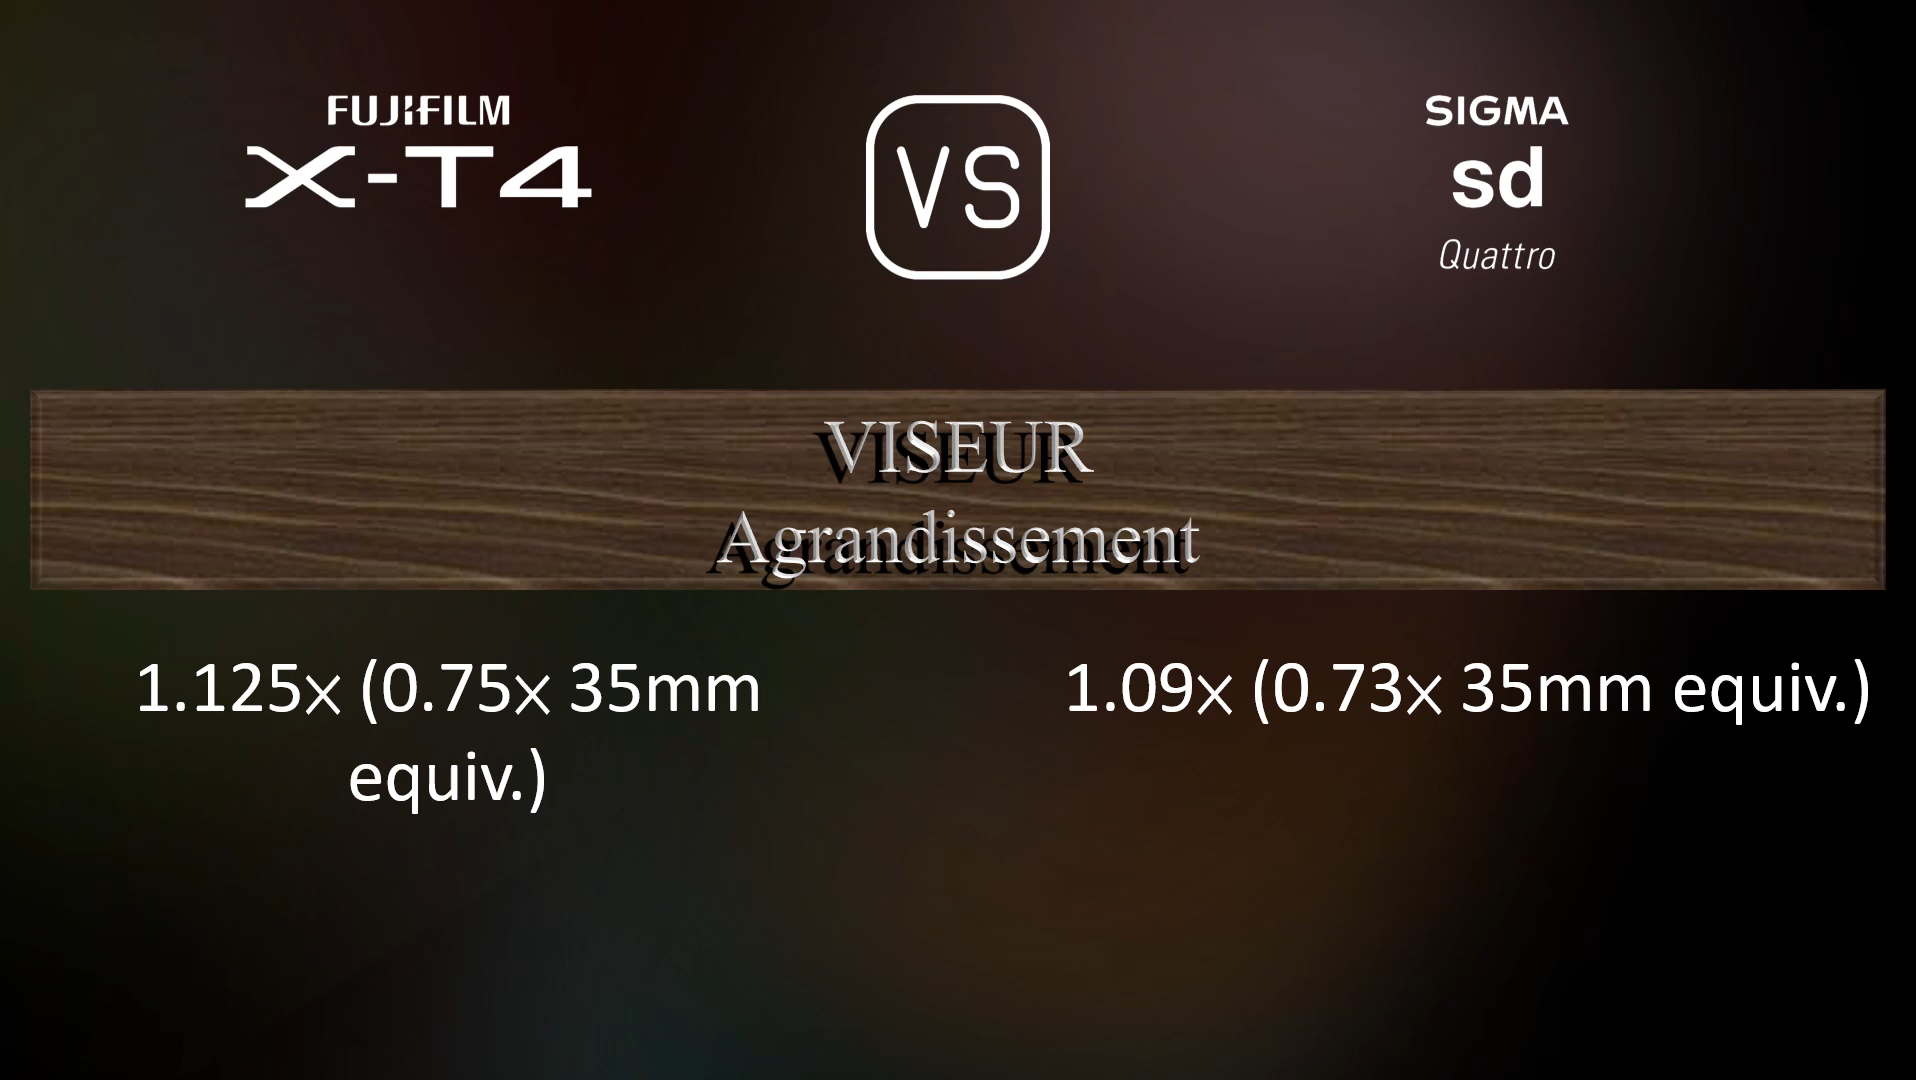 FUJIFILM
X-T4
VS
SIGMA
sd
Quattro
VISEUR
Agrandissement
1.125x (0.75x 35mm
equiv.)
1.09x (0.73x 35mm equiv.)